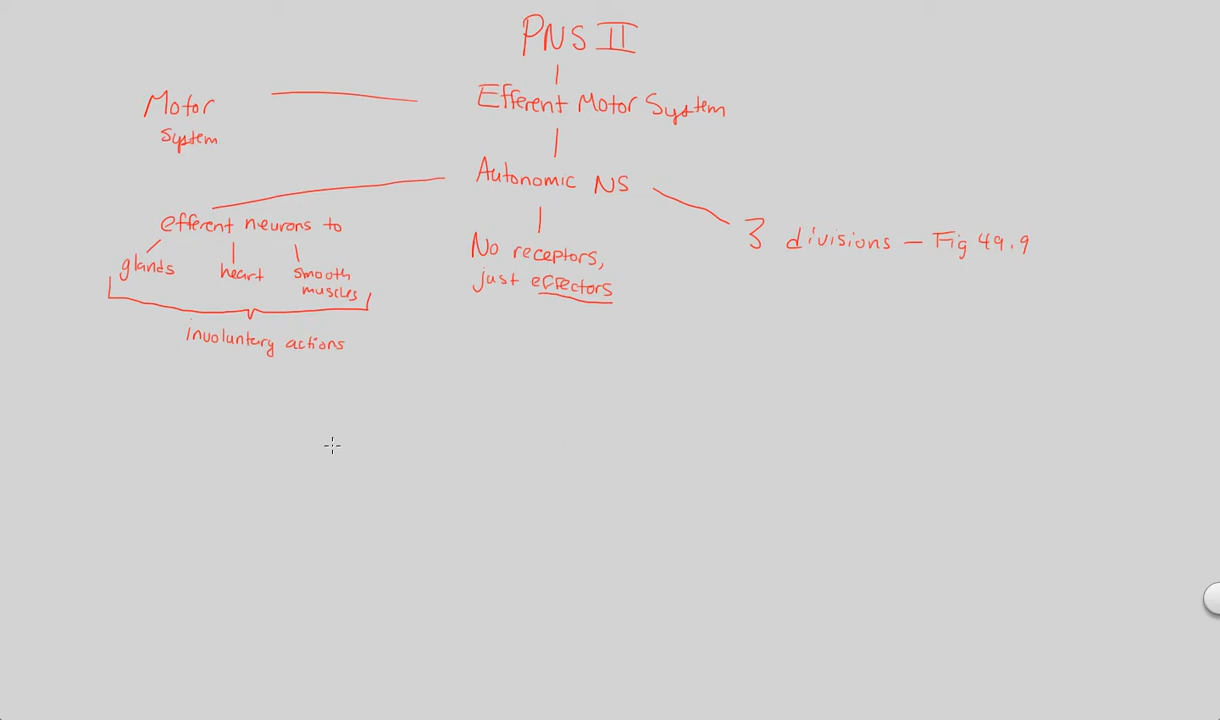 PNS II
Motor
System
Efferent Motor System
Autonomic NS
efferent neurons to
glands heart smooth
muscles
involuntary actions
No receptors,
just effectors
3 divisions - Fig 49.9